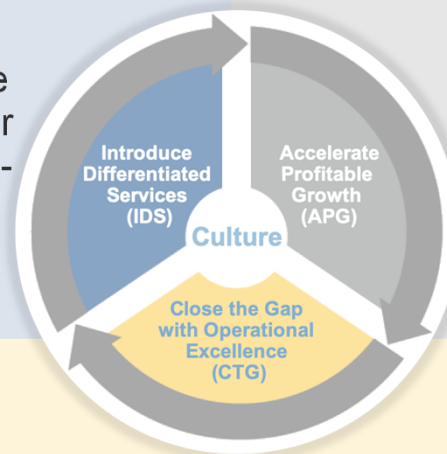 e
r
-
Introduce
Differentiated
Services
(IDS)
Accelerate
Profitable
Growth
(APG)
Culture
Close the Gap
with Operational
Excellence
(CTG)